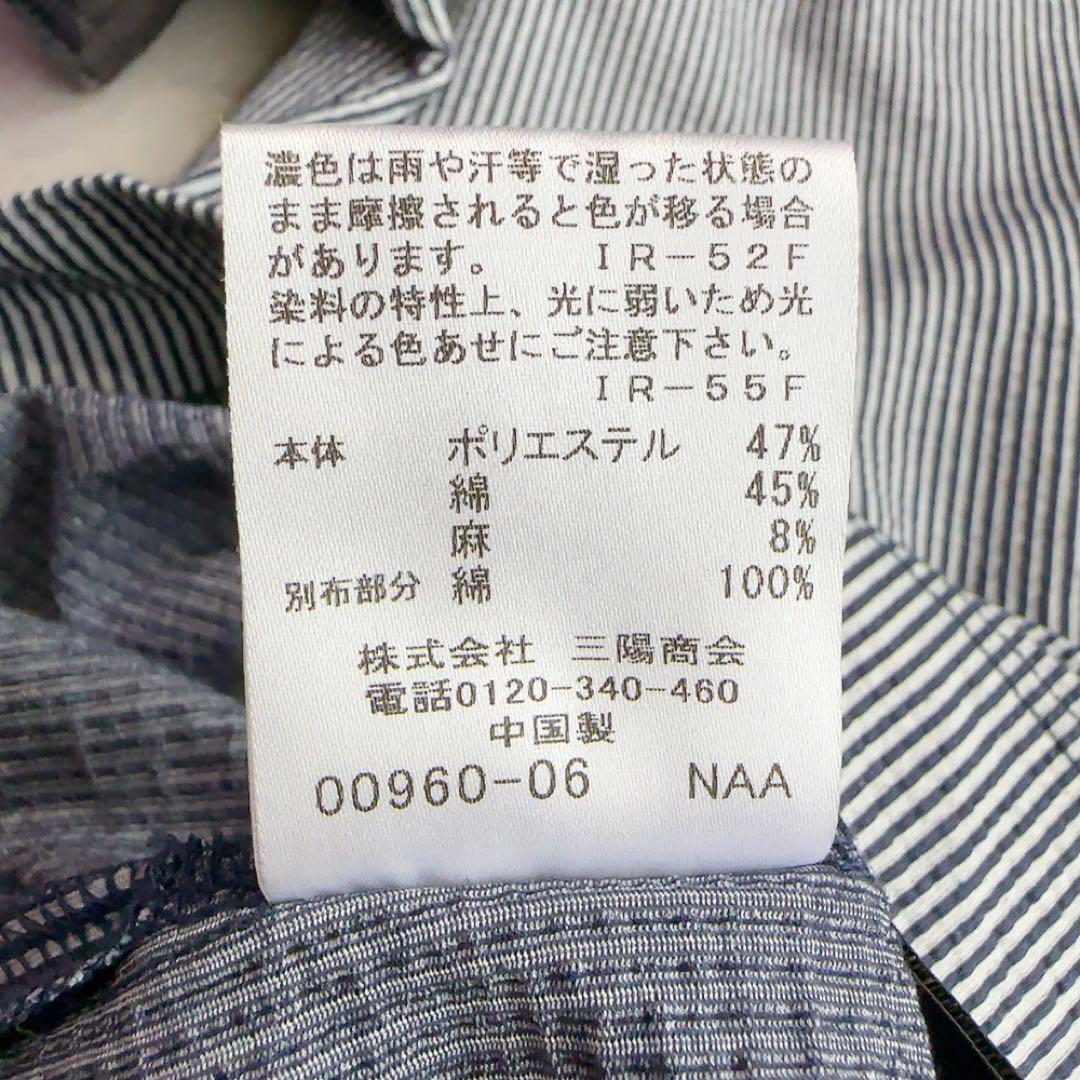 濃色は雨や汗等で湿った状態の
まま摩擦されると色が移る場合
があります。 IR-52F
染料の特性上、光に弱いため光
による色あせにご注意下さい。
IR-55F
本体 ポリエステル 47%
綿 45%
麻 8%
別布部分 綿 100%
株式会社 三陽商会
電話0120-340-460
中国製
00960-06 NAA